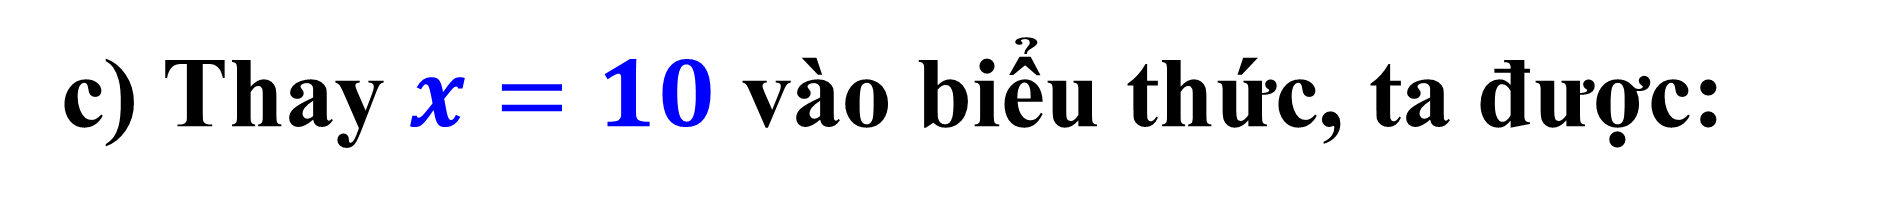 c) Thay x = 10 vào biểu thức, ta được: